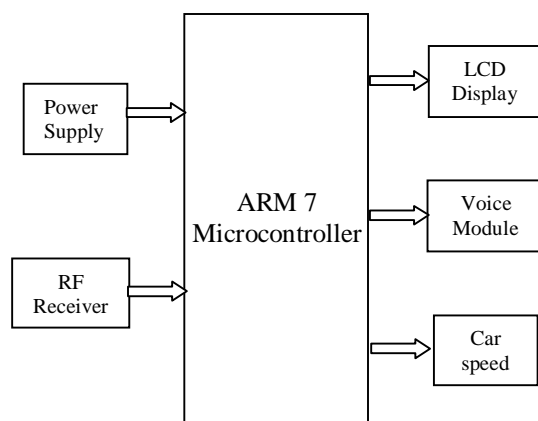 Power
Supply
RF
Receiver
ARM 7
Microcontroller
LCD
Display
Voice
Module
Car
speed